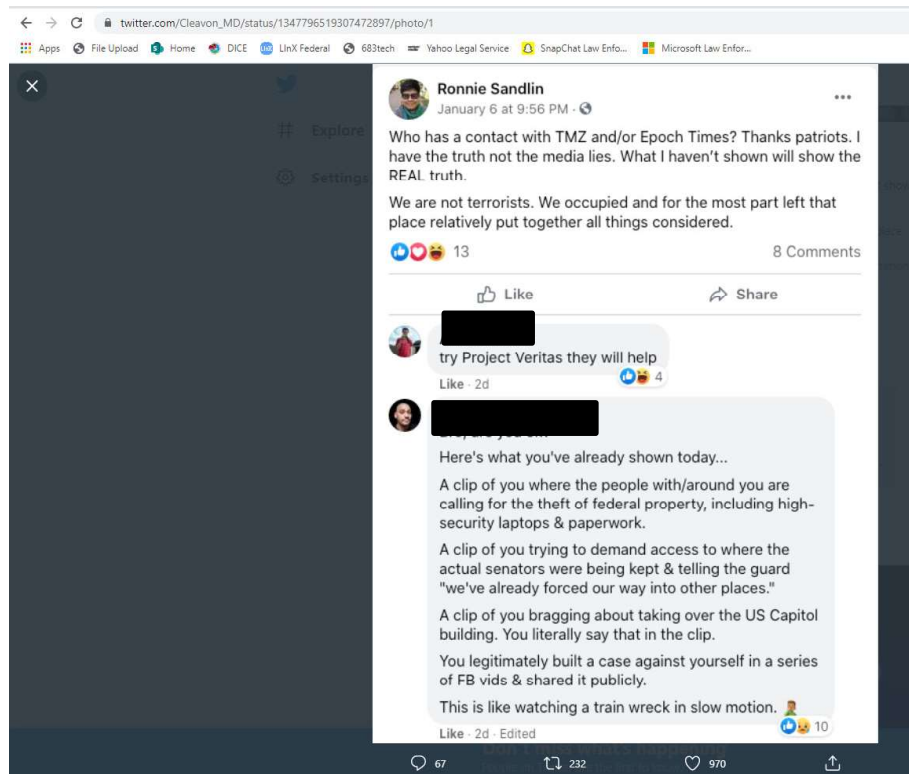 twitter.com/Cleavon_MD/status/1347796519307472897/photo/1
Apps File Upload Home DICE LInX Federal 683tech Yahoo Legal Service SnapChat Law Enfo... Microsoft Law Enfor...
Ronnie Sandlin
January 6 at 9:56 PM ·
Explore
Settings
Who has a contact with TMZ and/or Epoch Times? Thanks patriots. I
have the truth not the media lies. What I haven't shown will show the
REAL truth.
We are not terrorists. We occupied and for the most part left that
place relatively put together all things considered.
13 8 Comments
Like Share
try Project Veritas they will help
4
Like · 2d
Here's what you've already shown today...
A clip of you where the people with/around you are
calling for the theft of federal property, including high-
security laptops & paperwork.
A clip of you trying to demand access to where the
actual senators were being kept & telling the guard
"we've already forced our way into other places."
A clip of you bragging about taking over the US Capitol
building. You literally say that in the clip.
You legitimately built a case against yourself in a series
of FB vids & shared it publicly.
This is like watching a train wreck in slow motion.
10
Like · 2d · Edited
Don't miss what's happening
67 232 970